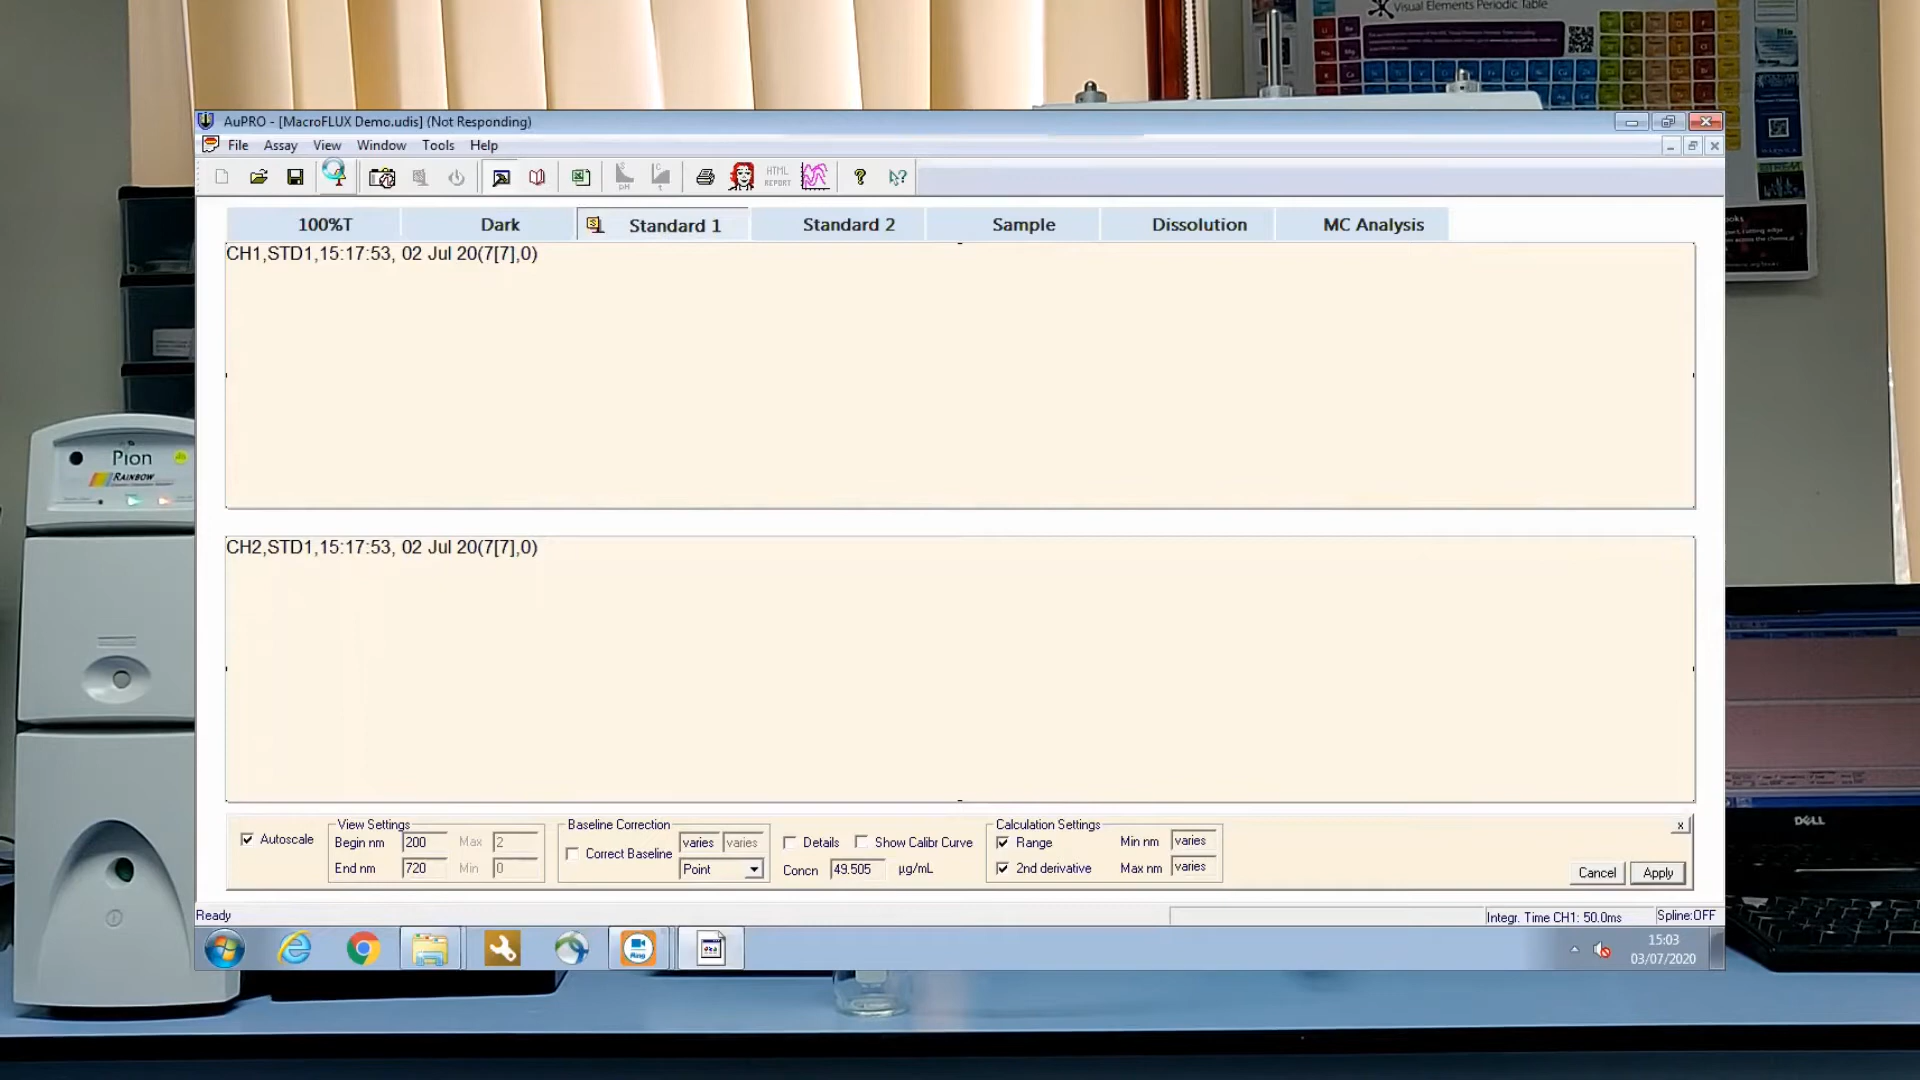 Visual Elements Periodic Table
AuPRO - [MacroFLUX Demo.udis] (Not Responding)
File Assay View Window Tools Help
HTML REPORT
100%T Dark Standard 1 Standard 2 Sample Dissolution MC Analysis
CH1,STD1,15:17:53, 02 Jul 20(7[7],0)
CH2,STD1,15:17:53, 02 Jul 20(7[7],0)
Pion
RAINBOW
Autoscale
View Settings
Begin nm 200 Max 2
End nm 720 Min 0
Baseline Correction
Correct Baseline varies varies
Point
Details Show Calibr Curve
Concn 49.505 µg/mL
Calculation Settings
Range Min nm varies
2nd derivative Max nm varies
Cancel Apply
Ready
Integr. Time CH1: 50.0ms Spline:OFF
15:03
03/07/2020
DELL